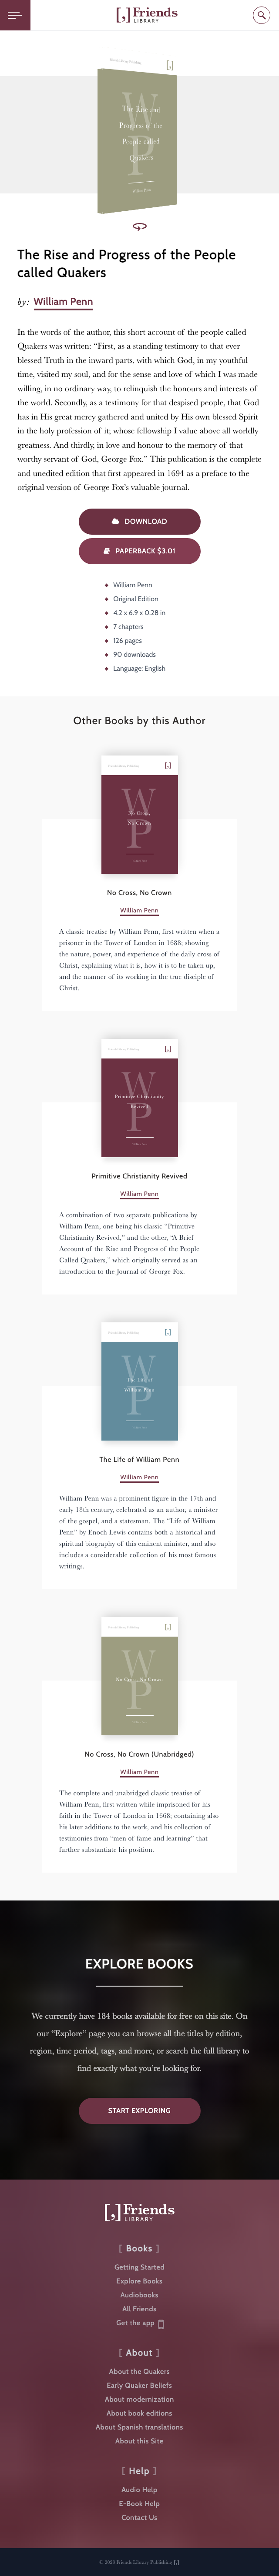 [,] Friends
LIBRARY
The Rise and
Progress of the
People called
Quakers
William Penn
The Rise and Progress of the People
called Quakers
by: William Penn
In the words of the author, this short account of the people called
Quakers was written: “First, as a standing testimony to that ever
blessed Truth in the inward parts, with which God, in my youthful
time, visited my soul, and for the sense and love of which I was made
willing, in no ordinary way, to relinquish the honours and interests of
the world. Secondly, as a testimony for that despised people, that God
has in His great mercy gathered and united by His own blessed Spirit
in the holy profession of it; whose fellowship I value above all worldly
greatness. And thirdly, in love and honour to the memory of that
worthy servant of God, George Fox.” This publication is the complete
and unedited edition that first appeared in 1694 as a preface to the
original version of George Fox’s valuable journal.
DOWNLOAD
PAPERBACK $3.01
William Penn
Original Edition
4.2 x 6.9 x 0.28 in
7 chapters
126 pages
90 downloads
Language: English
Other Books by this Author
No Cross,
No Crown
William Penn
No Cross, No Crown
William Penn
A classic treatise by William Penn, first written when a
prisoner in the Tower of London in 1688; showing
the nature, power, and experience of the daily cross of
Christ, explaining what it is, how it is to be taken up,
and the manner of its working in the true disciple of
Christ.
Primitive Christianity
Revived
William Penn
Primitive Christianity Revived
William Penn
A combination of two separate publications by
William Penn, one being his classic “Primitive
Christianity Revived,” and the other, “A Brief
Account of the Rise and Progress of the People
Called Quakers,” which originally served as an
introduction to the Journal of George Fox.
The Life of
William Penn
William Penn
The Life of William Penn
William Penn
William Penn was a prominent figure in the 17th and
early 18th century, celebrated as an author, a minister
of the gospel, and a statesman. The “Life of William
Penn” by Enoch Lewis contains both a historical and
spiritual biography of this eminent minister, and also
includes a considerable collection of his most famous
writings.
No Cross, No Crown
William Penn
No Cross, No Crown (Unabridged)
William Penn
The complete and unabridged classic treatise of
William Penn, first written while imprisoned for his
faith in the Tower of London in 1668; containing also
his later additions to the work, and his collection of
testimonies from “men of fame and learning” that
further substantiate his position.
EXPLORE BOOKS
We currently have 184 books available for free on this site. On
our “Explore” page you can browse all the titles by edition,
region, time period, tags, and more, or search the full library to
find exactly what you’re looking for.
START EXPLORING
[,] Friends
LIBRARY
[ Books ]
Getting Started
Explore Books
Audiobooks
All Friends
Get the app
[ About ]
About the Quakers
Early Quaker Beliefs
About modernization
About book editions
About Spanish translations
About this Site
[ Help ]
Audio Help
E-Book Help
Contact Us
Friends Library Publishing [,]